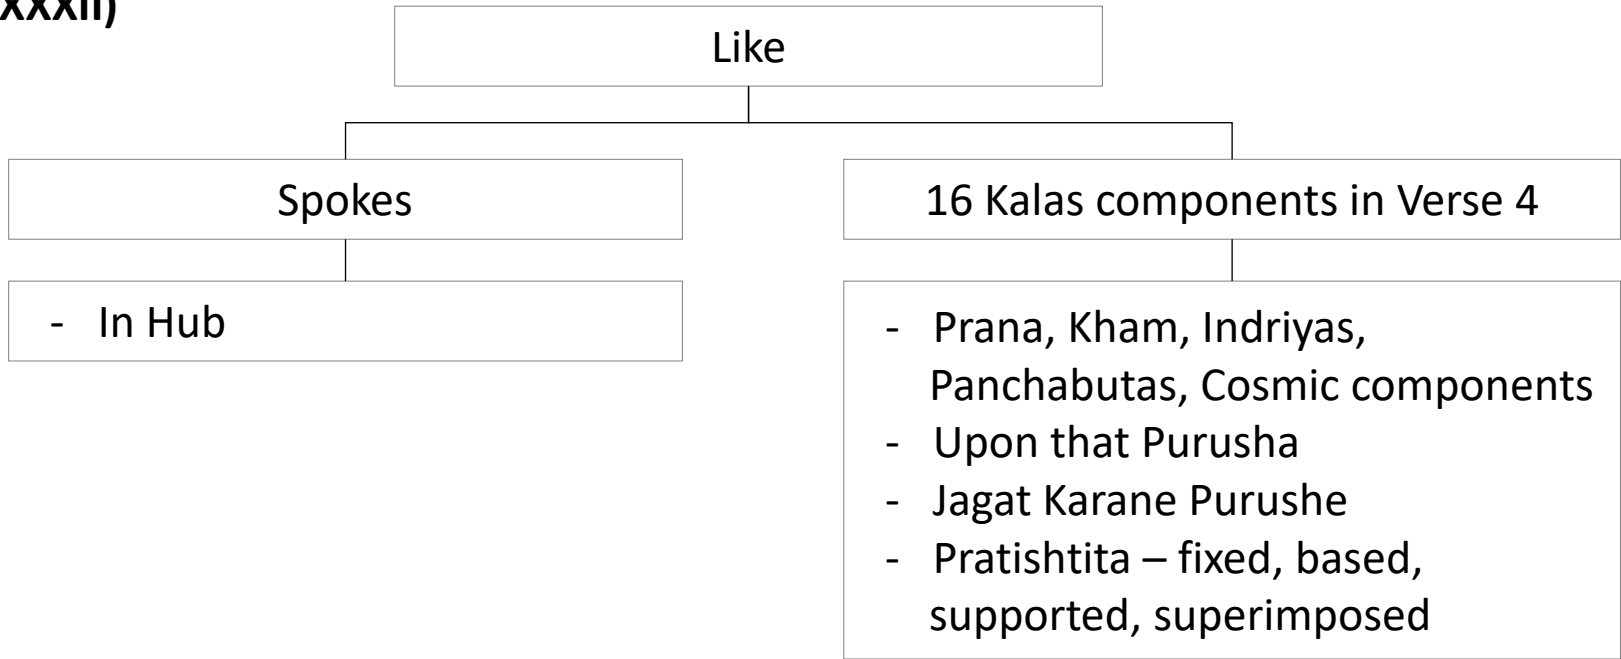 XXXII)
Like
Spokes
16 Kalas components in Verse 4
- In Hub
- Prana, Kham, Indriyas,
Panchabutas, Cosmic components
- Upon that Purusha
- Jagat Karane Purushe
- Pratishtita – fixed, based,
supported, superimposed